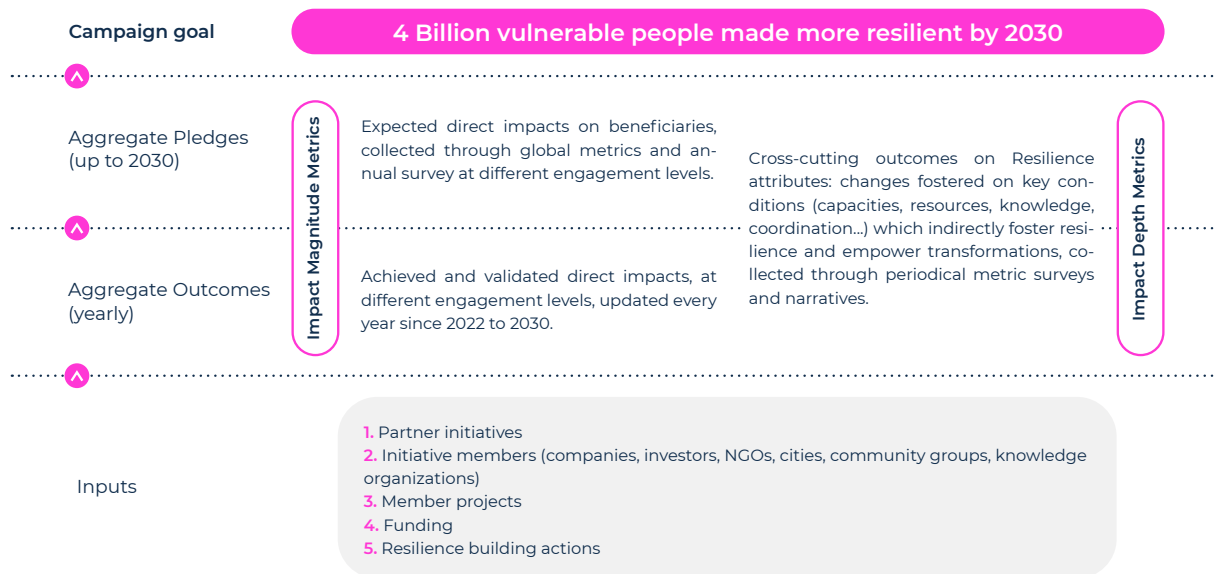 Campaign goal
4 Billion vulnerable people made more resilient by 2030
Aggregate Pledges
(up to 2030)
Impact Magnitude Metrics
Expected direct impacts on beneficiaries,
collected through global metrics and an-
nual survey at different engagement levels.
Cross-cutting outcomes on Resilience
attributes: changes fostered on key con-
ditions (capacities, resources, knowledge,
coordination...) which indirectly foster resi-
lience and empower transformations, co-
llected through periodical metric surveys
and narratives.
Impact Depth Metrics
Aggregate Outcomes
(yearly)
Achieved and validated direct impacts, at
different engagement levels, updated every
year since 2022 to 2030.
Inputs
1. Partner initiatives
2. Initiative members (companies, investors, NGOs, cities, community groups, knowledge
organizations)
3. Member projects
4. Funding
5. Resilience building actions